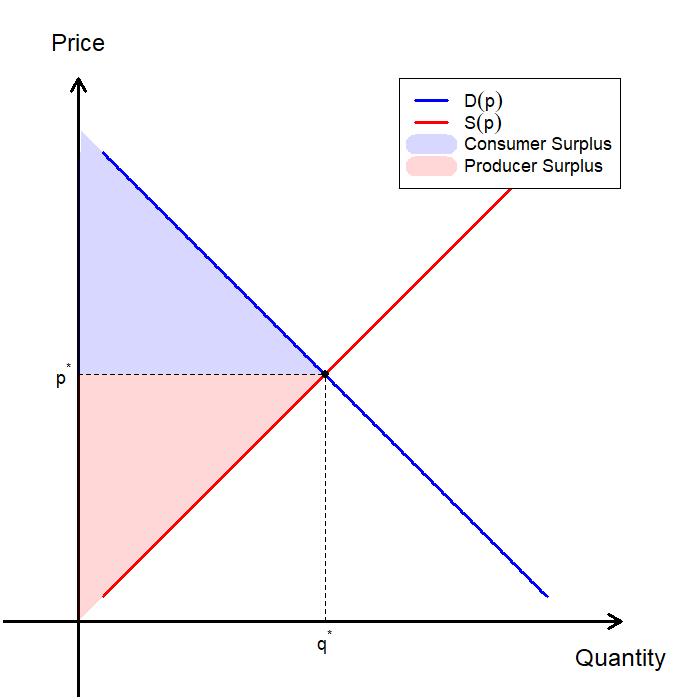 Price
D(p)
S(p)
Consumer Surplus
Producer Surplus
p*
q*
Quantity